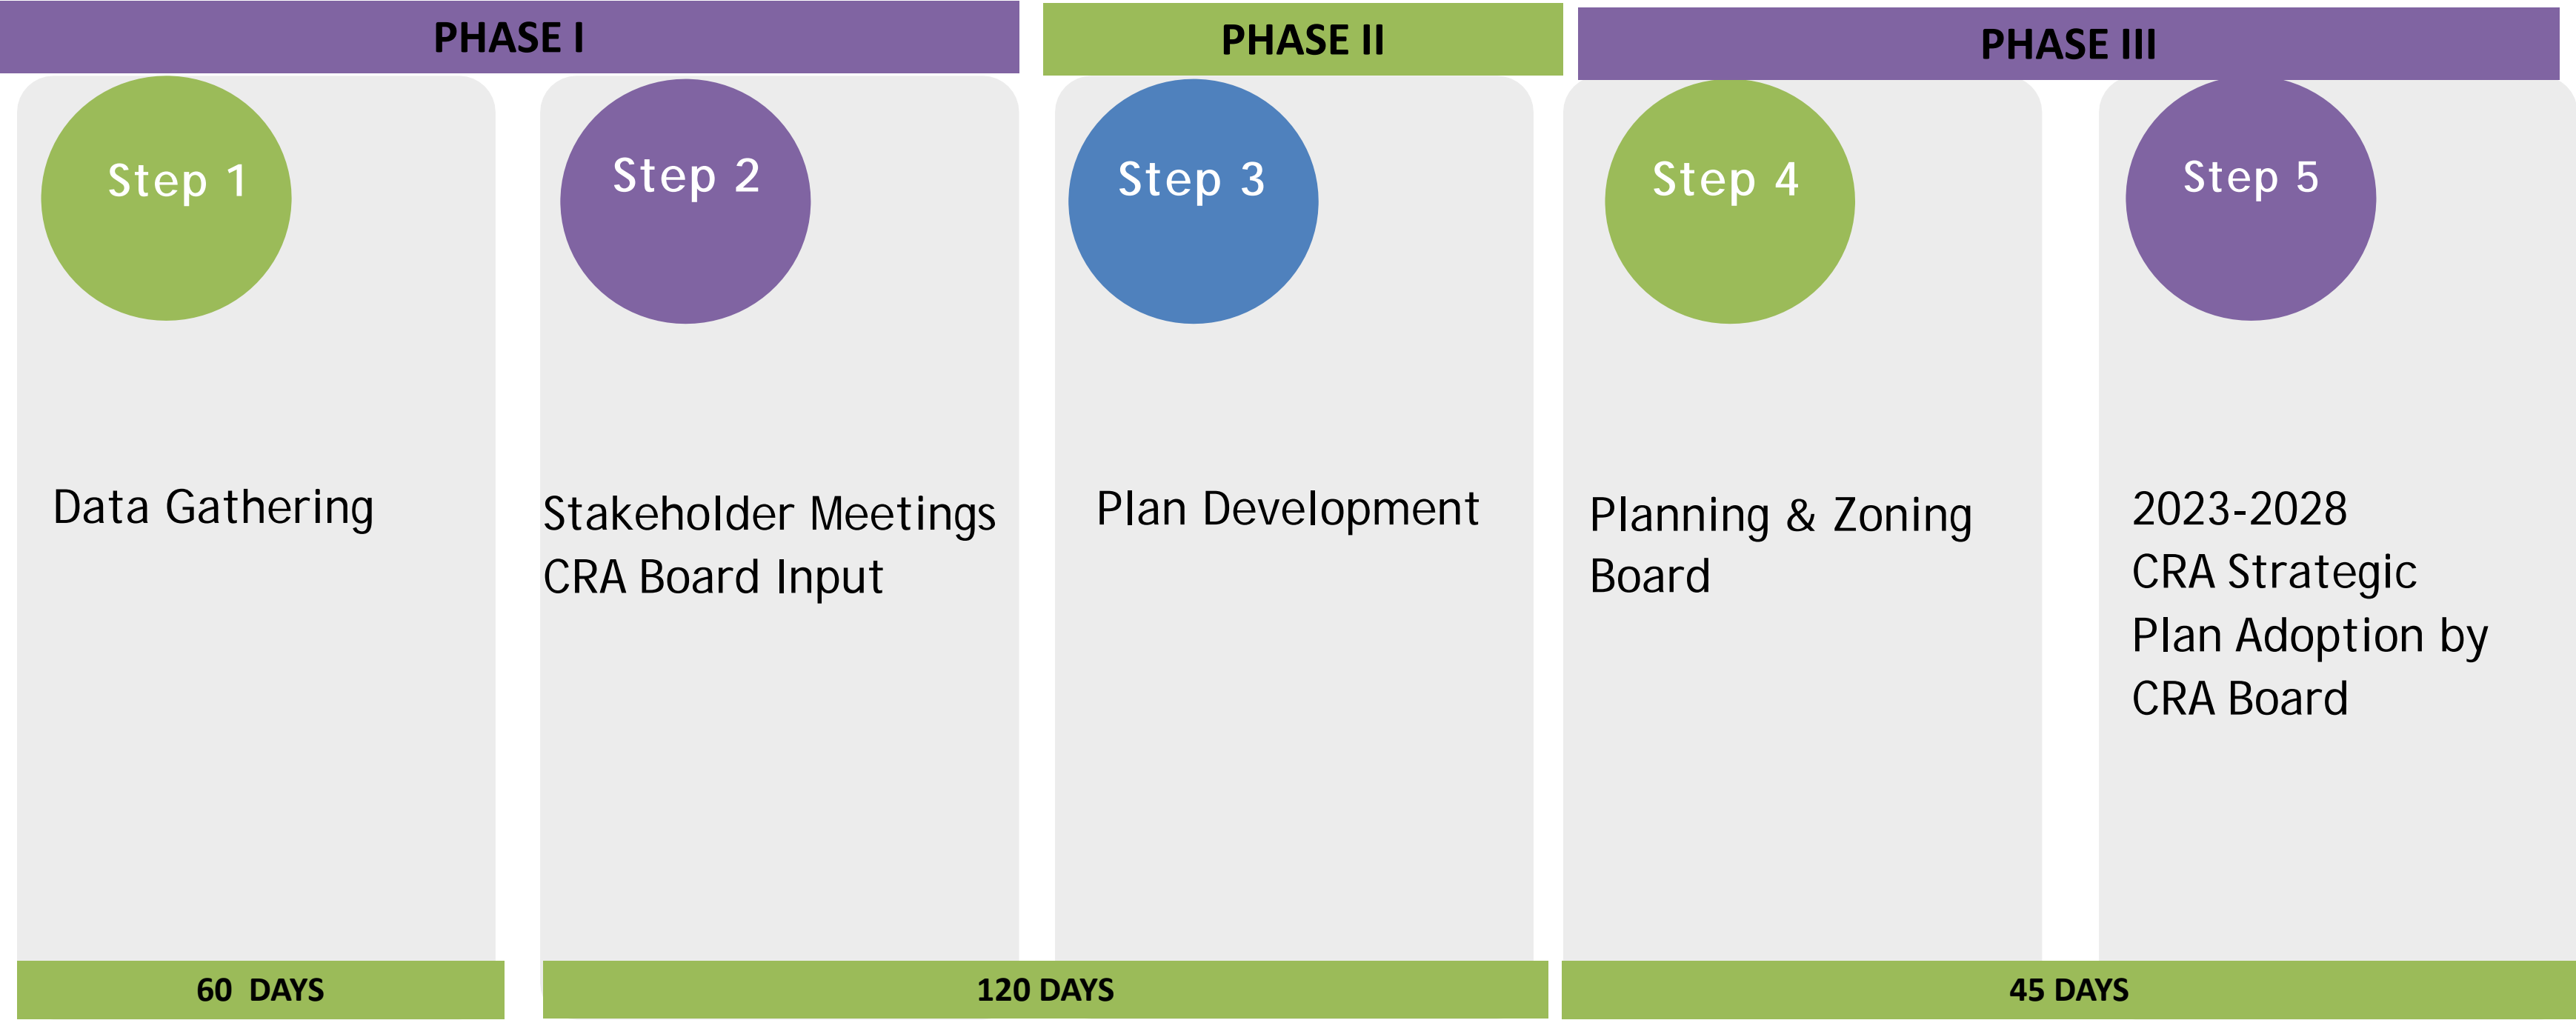 PHASE I
PHASE II
PHASE III
Step 1
Step 2
Step 3
Step 4
Step 5
Data Gathering
Stakeholder Meetings
CRA Board Input
Plan Development
Planning & Zoning
Board
2023-2028
CRA Strategic
Plan Adoption by
CRA Board
60 DAYS
120 DAYS
45 DAYS